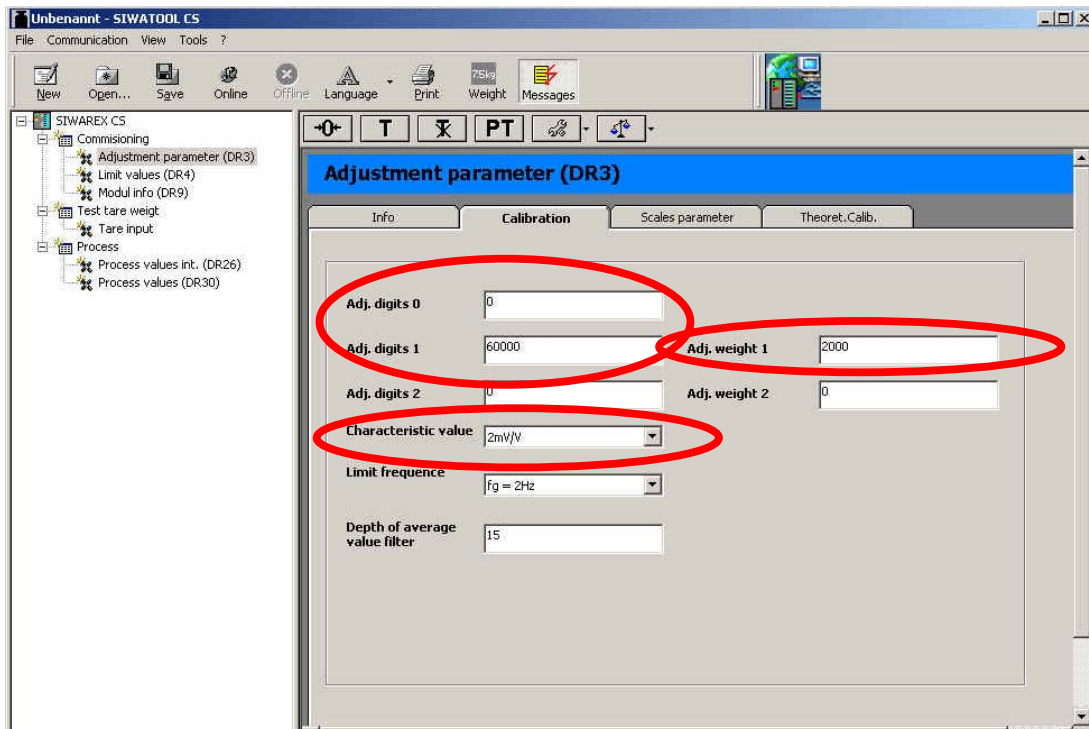 Unbenannt - SIWATOOL CS
File Communication View Tools ?
New Open... Save Online Offline Language Print Weight Messages
75kg
SIWAREX CS
Commisioning
Adjustment parameter (DR3)
Limit values (DR4)
Modul info (DR9)
Test tare weigt
Tare input
Process
Process values int. (DR26)
Process values (DR30)
→0← T T PT
Adjustment parameter (DR3)
Info Calibration Scales parameter Theoret.Calib.
Adj. digits 0 0
Adj. digits 1 60000 Adj. weight 1 2000
Adj. digits 2 0 Adj. weight 2 0
Characteristic value 2mV/V
Limit frequence fg = 2Hz
Depth of average
value filter 15